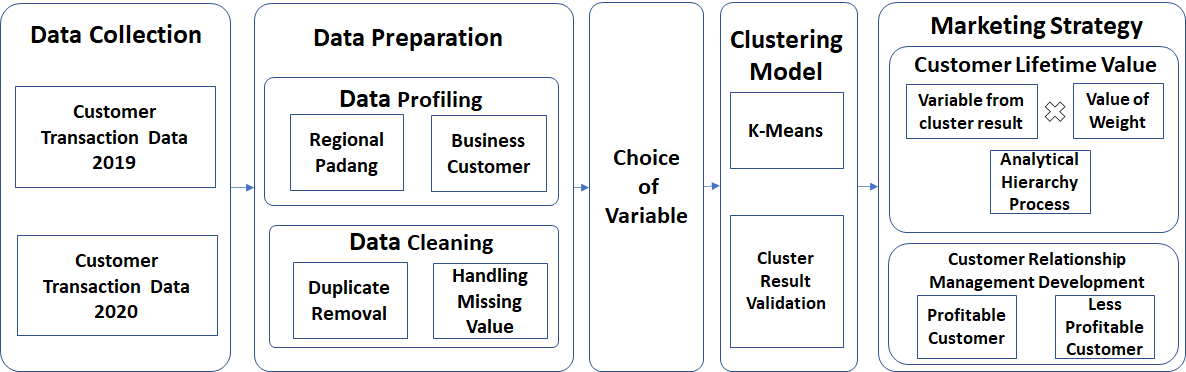 Data Collection
Customer
Transaction Data
2019
Customer
Transaction Data
2020
Data Preparation
Data Profiling
Regional
Padang
Business
Customer
Data Cleaning
Duplicate
Removal
Handling
Missing
Value
Choice
of
Variable
Clustering
Model
K-Means
Cluster
Result
Validation
Marketing Strategy
Customer Lifetime Value
Variable from
cluster result
Value of
Weight
Analytical
Hierarchy
Process
Customer Relationship
Management Development
Profitable
Customer
Less
Profitable
Customer